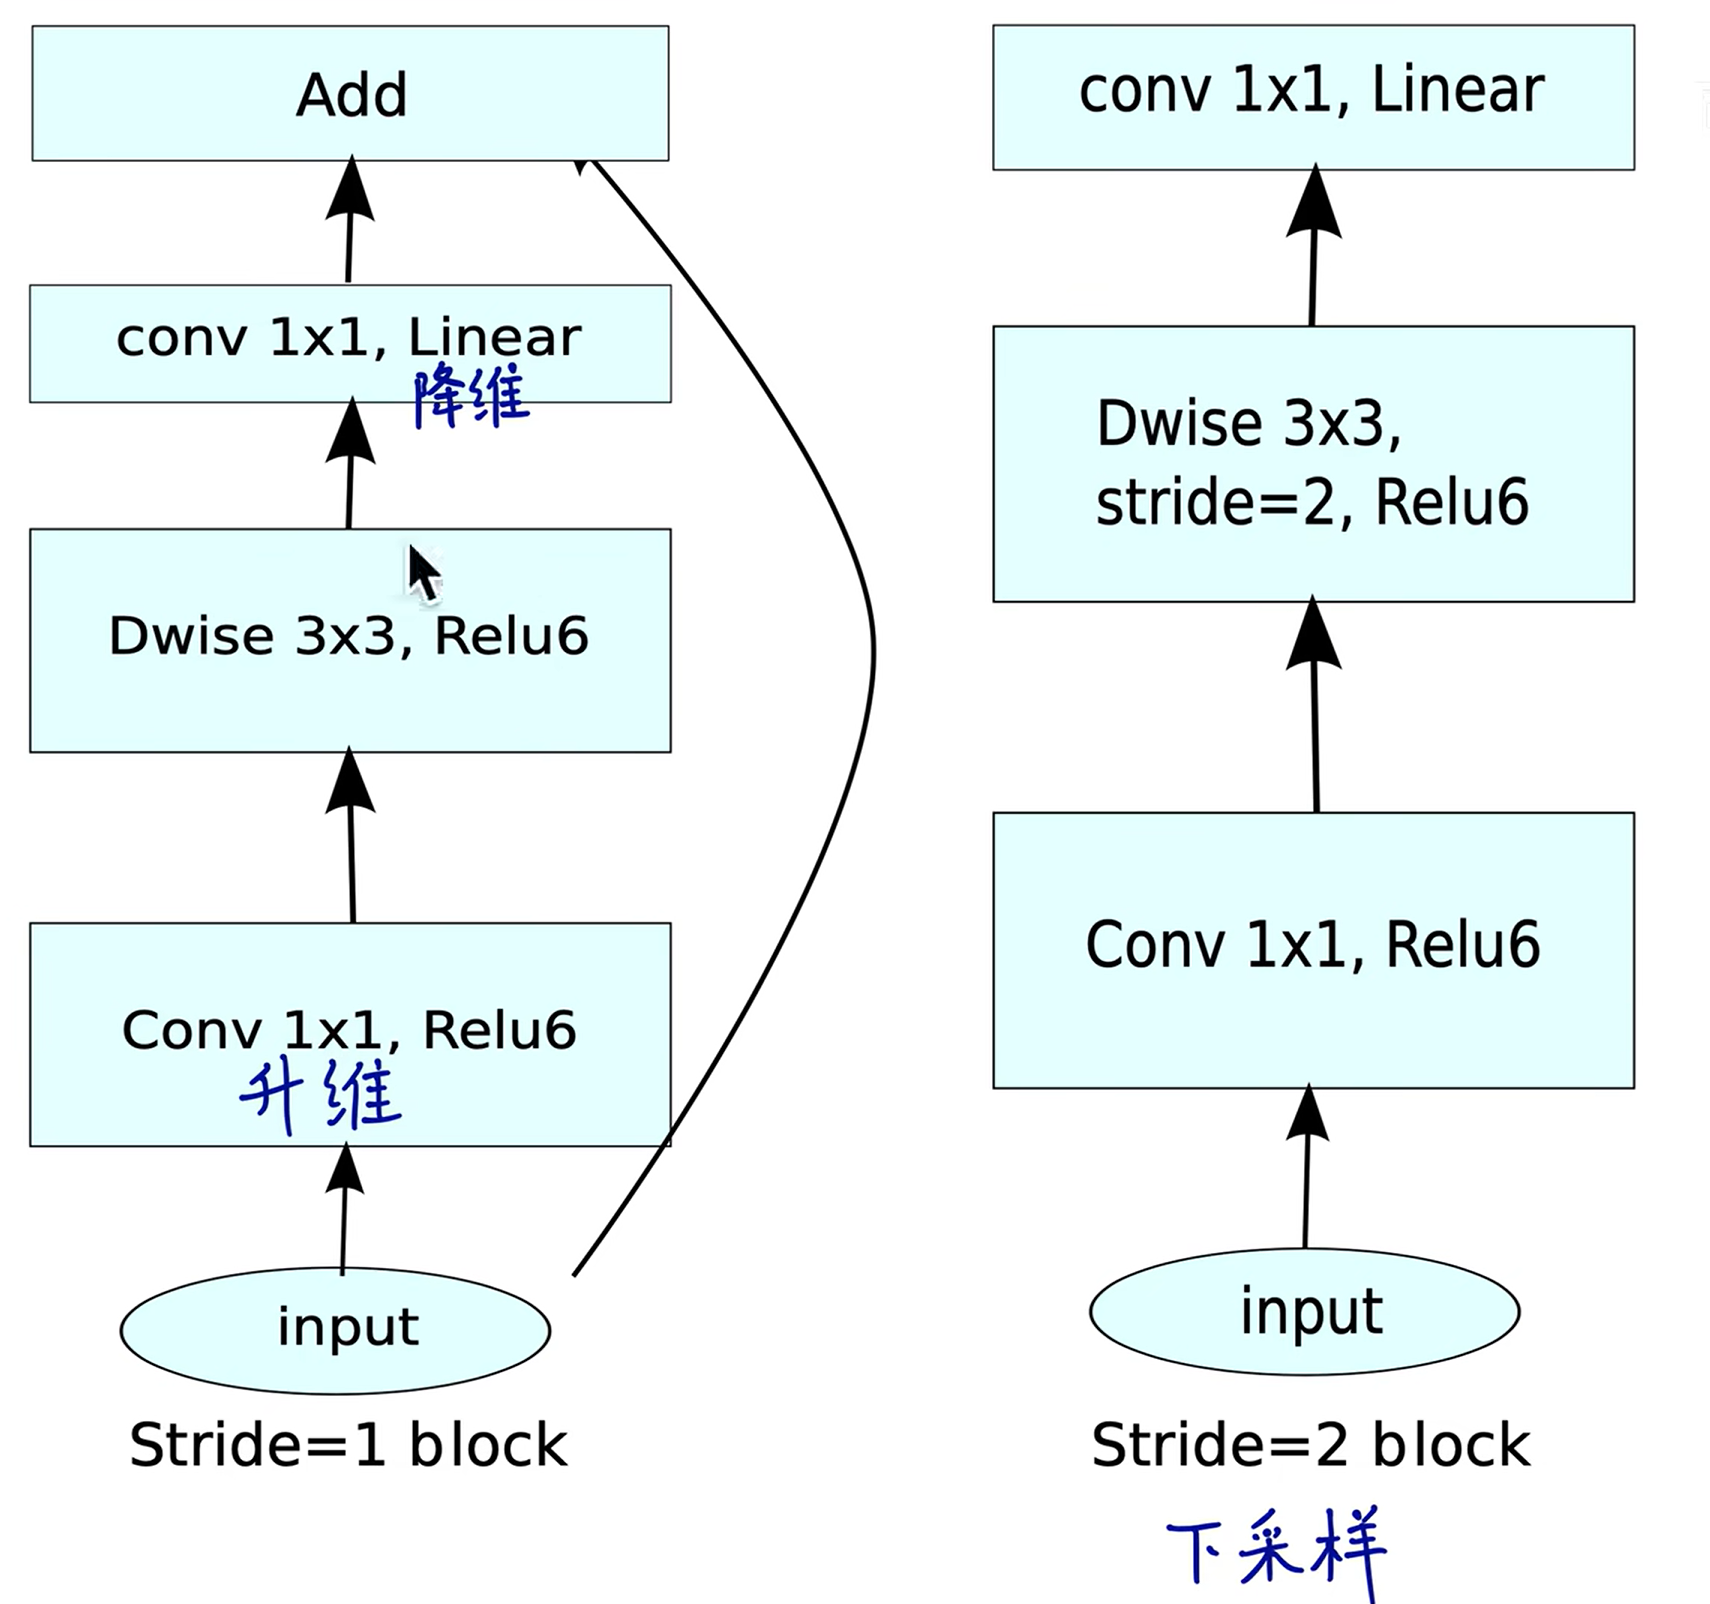 Add
conv 1x1, Linear
降维
Dwise 3x3, Relu6
Conv 1x1, Relu6
升维
input
Stride=1 block
conv 1x1, Linear
Dwise 3x3,
stride=2, Relu6
Conv 1x1, Relu6
input
Stride=2 block
下采样